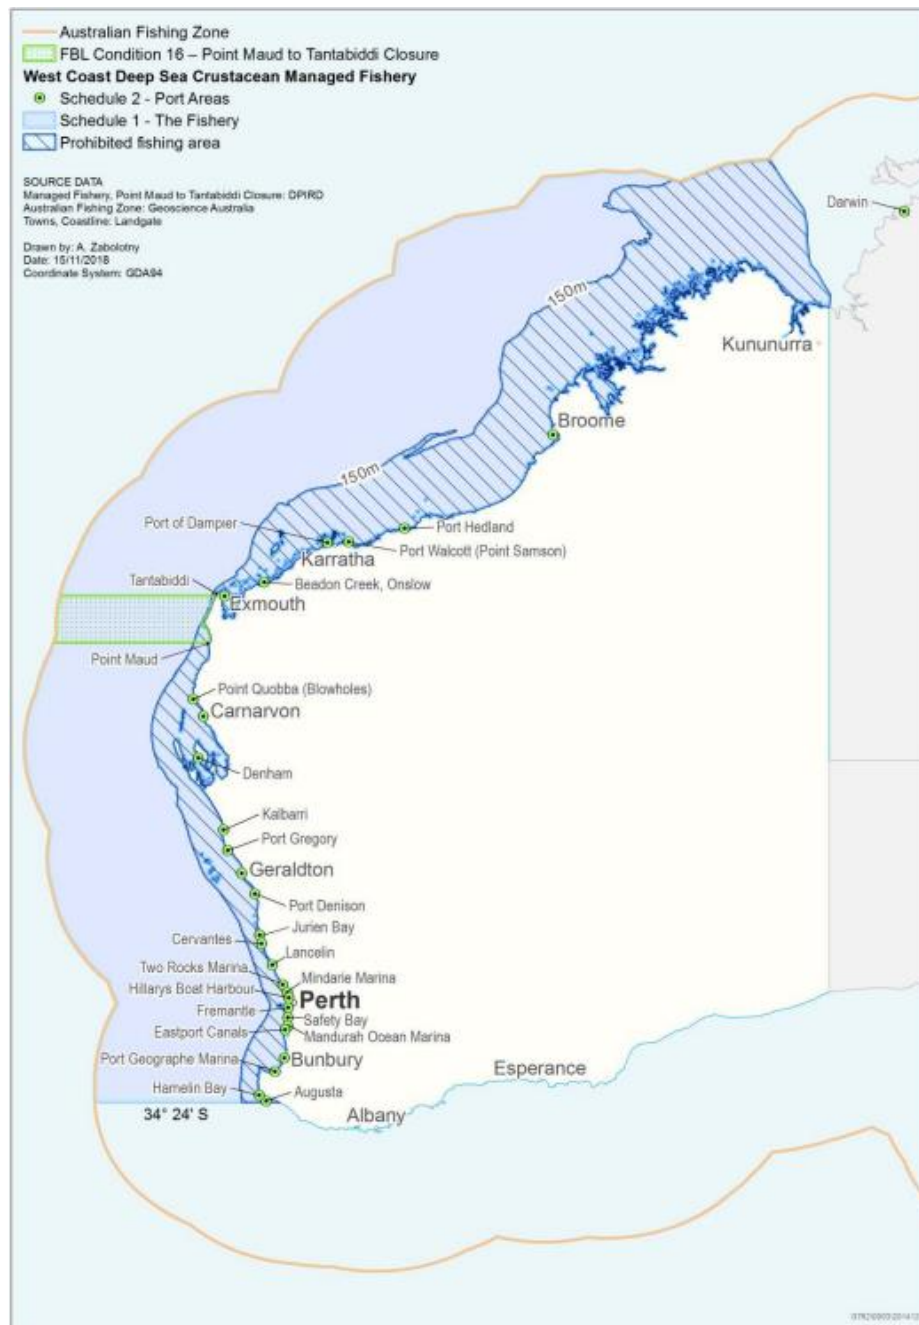 Australian Fishing Zone
FBL Condition 16 – Point Maud to Tantabiddi Closure
West Coast Deep Sea Crustacean Managed Fishery
Schedule 2 - Port Areas
Schedule 1 - The Fishery
Prohibited fishing area
SOURCE DATA
Managed Fishery, Point Maud to Tantabiddi Closure: DPIRD
Australian Fishing Zone: Geoscience Australia
Towns, Coastline: Landgate
Drawn by: A. Zabolotny
Date: 15/11/2018
Coordinate System: GDA94
Darwin
150m
Kununurra
Broome
150m
Port of Dampier
Port Hedland
Karratha
Port Walcott (Point Samson)
Tantabiddi
Beadon Creek, Onslow
Exmouth
Point Maud
Point Quobba (Blowholes)
Carnarvon
Denham
Kalbarri
Port Gregory
Geraldton
Port Denison
Jurien Bay
Cervantes
Lancelin
Two Rocks Marina
Mindarie Marina
Hillarys Boat Harbour
Perth
Fremantle
Safety Bay
Eastport Canals
Mandurah Ocean Marina
Port Geographe Marina
Bunbury
Esperance
Hamelin Bay
Augusta
34° 24' S
Albany